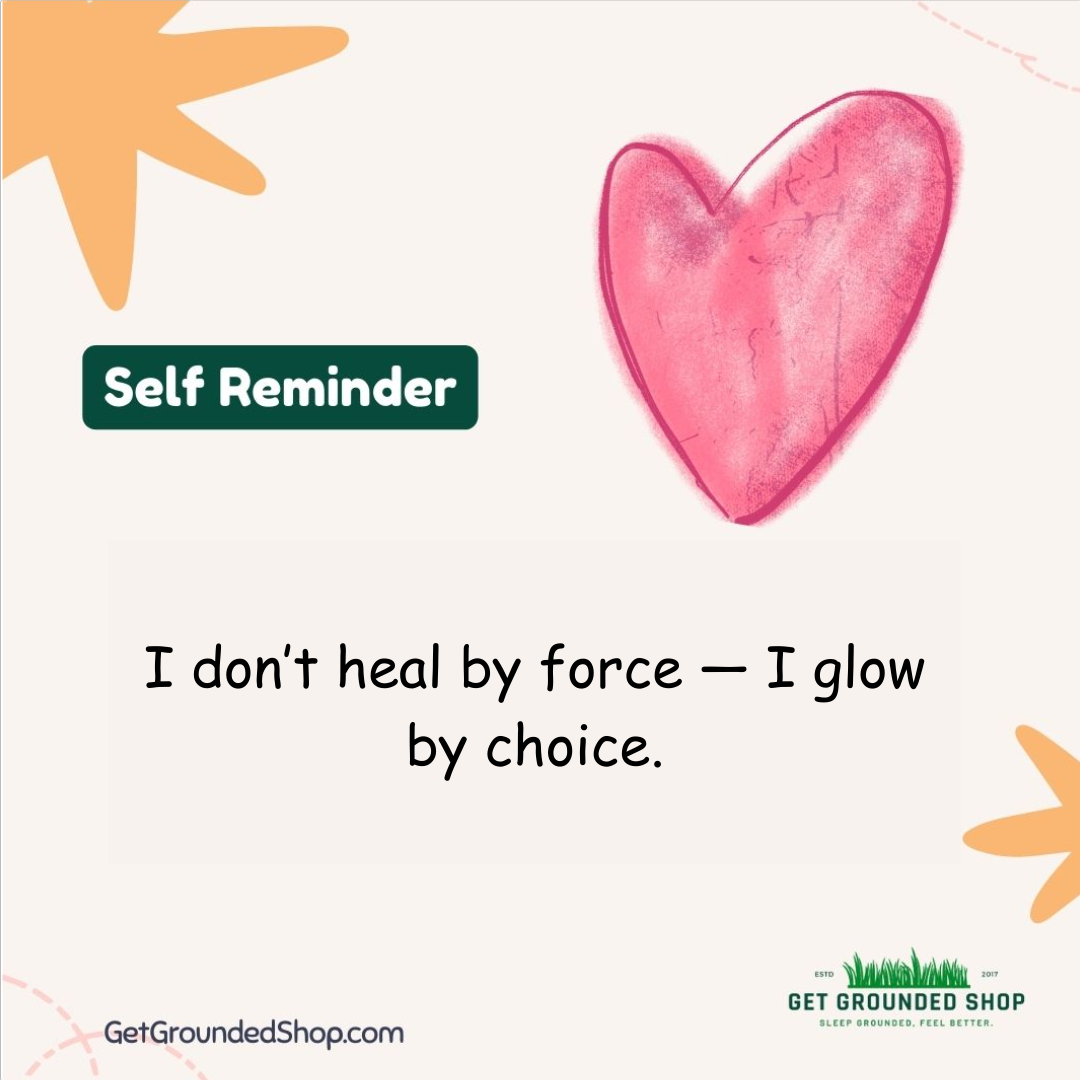 Self Reminder
I don't heal by force — I glow
by choice.
ESTD 2017
GET GROUNDED SHOP
SLEEP GROUNDED, FEEL BETTER.
GetGroundedShop.com